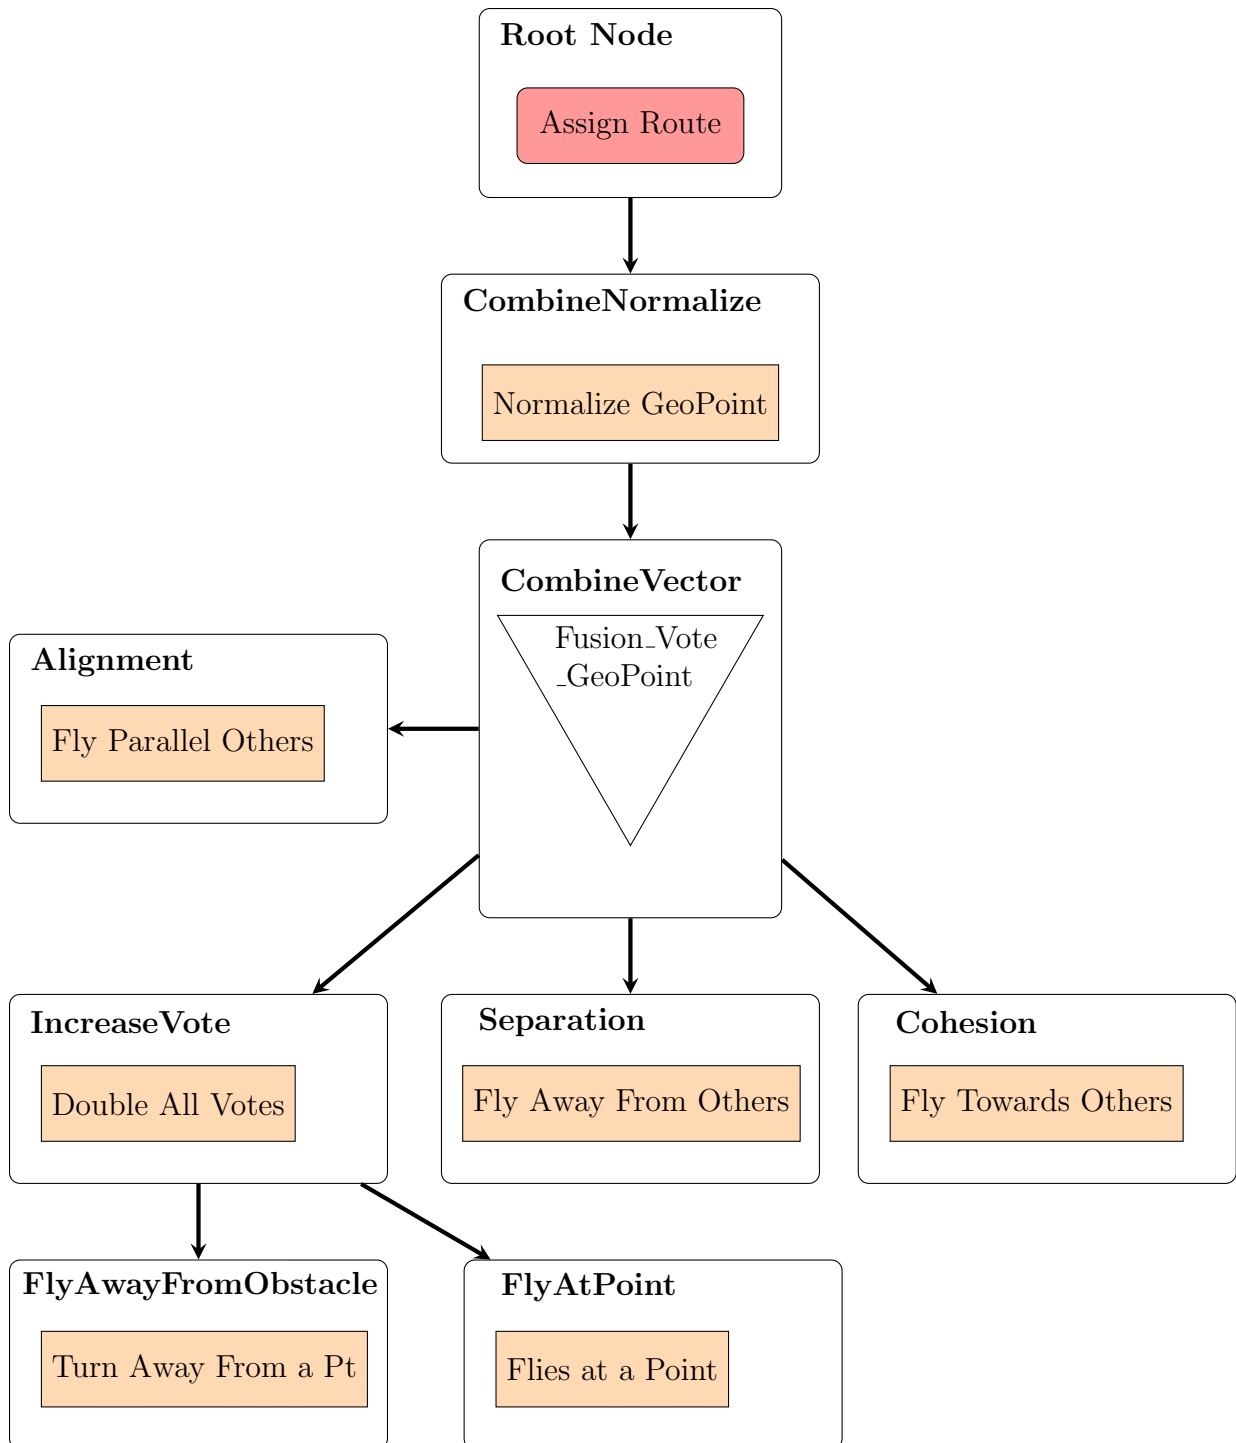 Root Node
Assign Route
CombineNormalize
Normalize GeoPoint
CombineVector
Fusion_Vote
_GeoPoint
Alignment
Fly Parallel Others
IncreaseVote
Double All Votes
Separation
Fly Away From Others
Cohesion
Fly Towards Others
FlyAwayFromObstacle
Turn Away From a Pt
FlyAtPoint
Flies at a Point